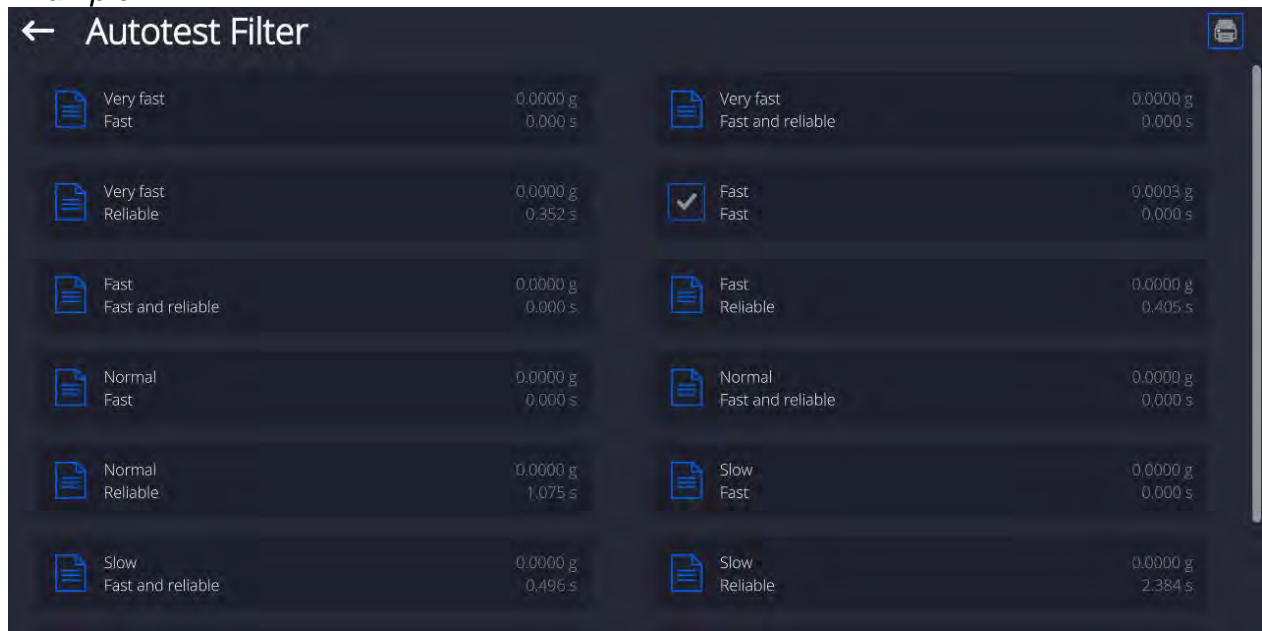 Autotest Filter
Very fast 0.0000 g
Fast 0.000 s
Very fast 0.0000 g
Fast and reliable 0.000 s
Very fast 0.0000 g
Reliable 0.352 s
Fast 0.0003 g
Fast 0.000 s
Fast 0.0000 g
Fast and reliable 0.000 s
Fast 0.0000 g
Reliable 0.405 s
Normal 0.0000 g
Fast 0.000 s
Normal 0.0000 g
Fast and reliable 0.000 s
Normal 0.0000 g
Reliable 1.075 s
Slow 0.0000 g
Fast 0.000 s
Slow 0.0000 g
Fast and reliable 0.496 s
Slow 0.0000 g
Reliable 2.384 s